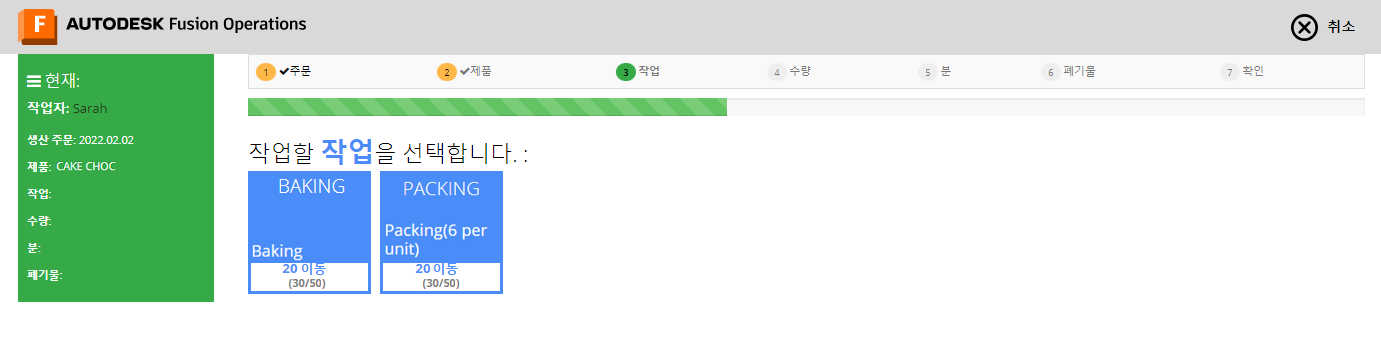 F AUTODESK Fusion Operations
취소
현재:
작업자: Sarah
생산 주문: 2022.02.02
제품: CAKE CHOC
작업:
수량:
분:
폐기물:
1 주문 2 제품 3 작업 4 수량 5 분 6 폐기물 7 확인
작업할 작업을 선택합니다. :
BAKING
Baking
20 이동
(30/50)
PACKING
Packing(6 per
unit)
20 이동
(30/50)